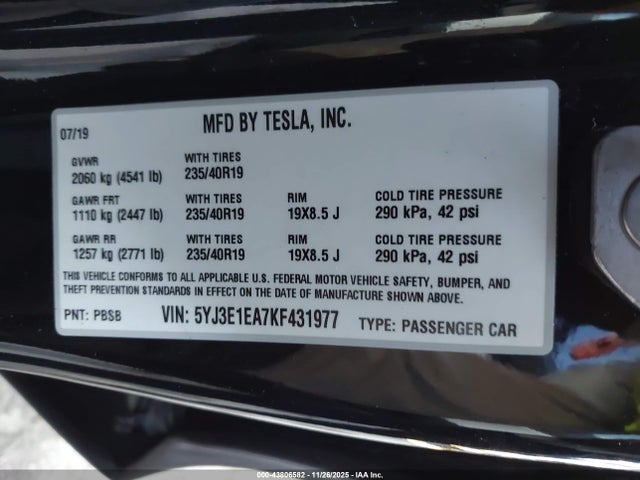 07/19 MFD BY TESLA, INC.
GVWR WITH TIRES
2060 kg (4541 lb) 235/40R19
GAWR FRT WITH TIRES RIM COLD TIRE PRESSURE
1110 kg (2447 lb) 235/40R19 19X8.5 J 290 kPa, 42 psi
GAWR RR WITH TIRES RIM COLD TIRE PRESSURE
1257 kg (2771 lb) 235/40R19 19X8.5 J 290 kPa, 42 psi
THIS VEHICLE CONFORMS TO ALL APPLICABLE U.S. FEDERAL MOTOR VEHICLE SAFETY, BUMPER, AND
THEFT PREVENTION STANDARDS IN EFFECT ON THE DATE OF MANUFACTURE SHOWN ABOVE.
PNT: PBSB VIN: 5YJ3E1EA7KF431977 TYPE: PASSENGER CAR
000-43806582 - 11/26/2025 - IAA Inc.